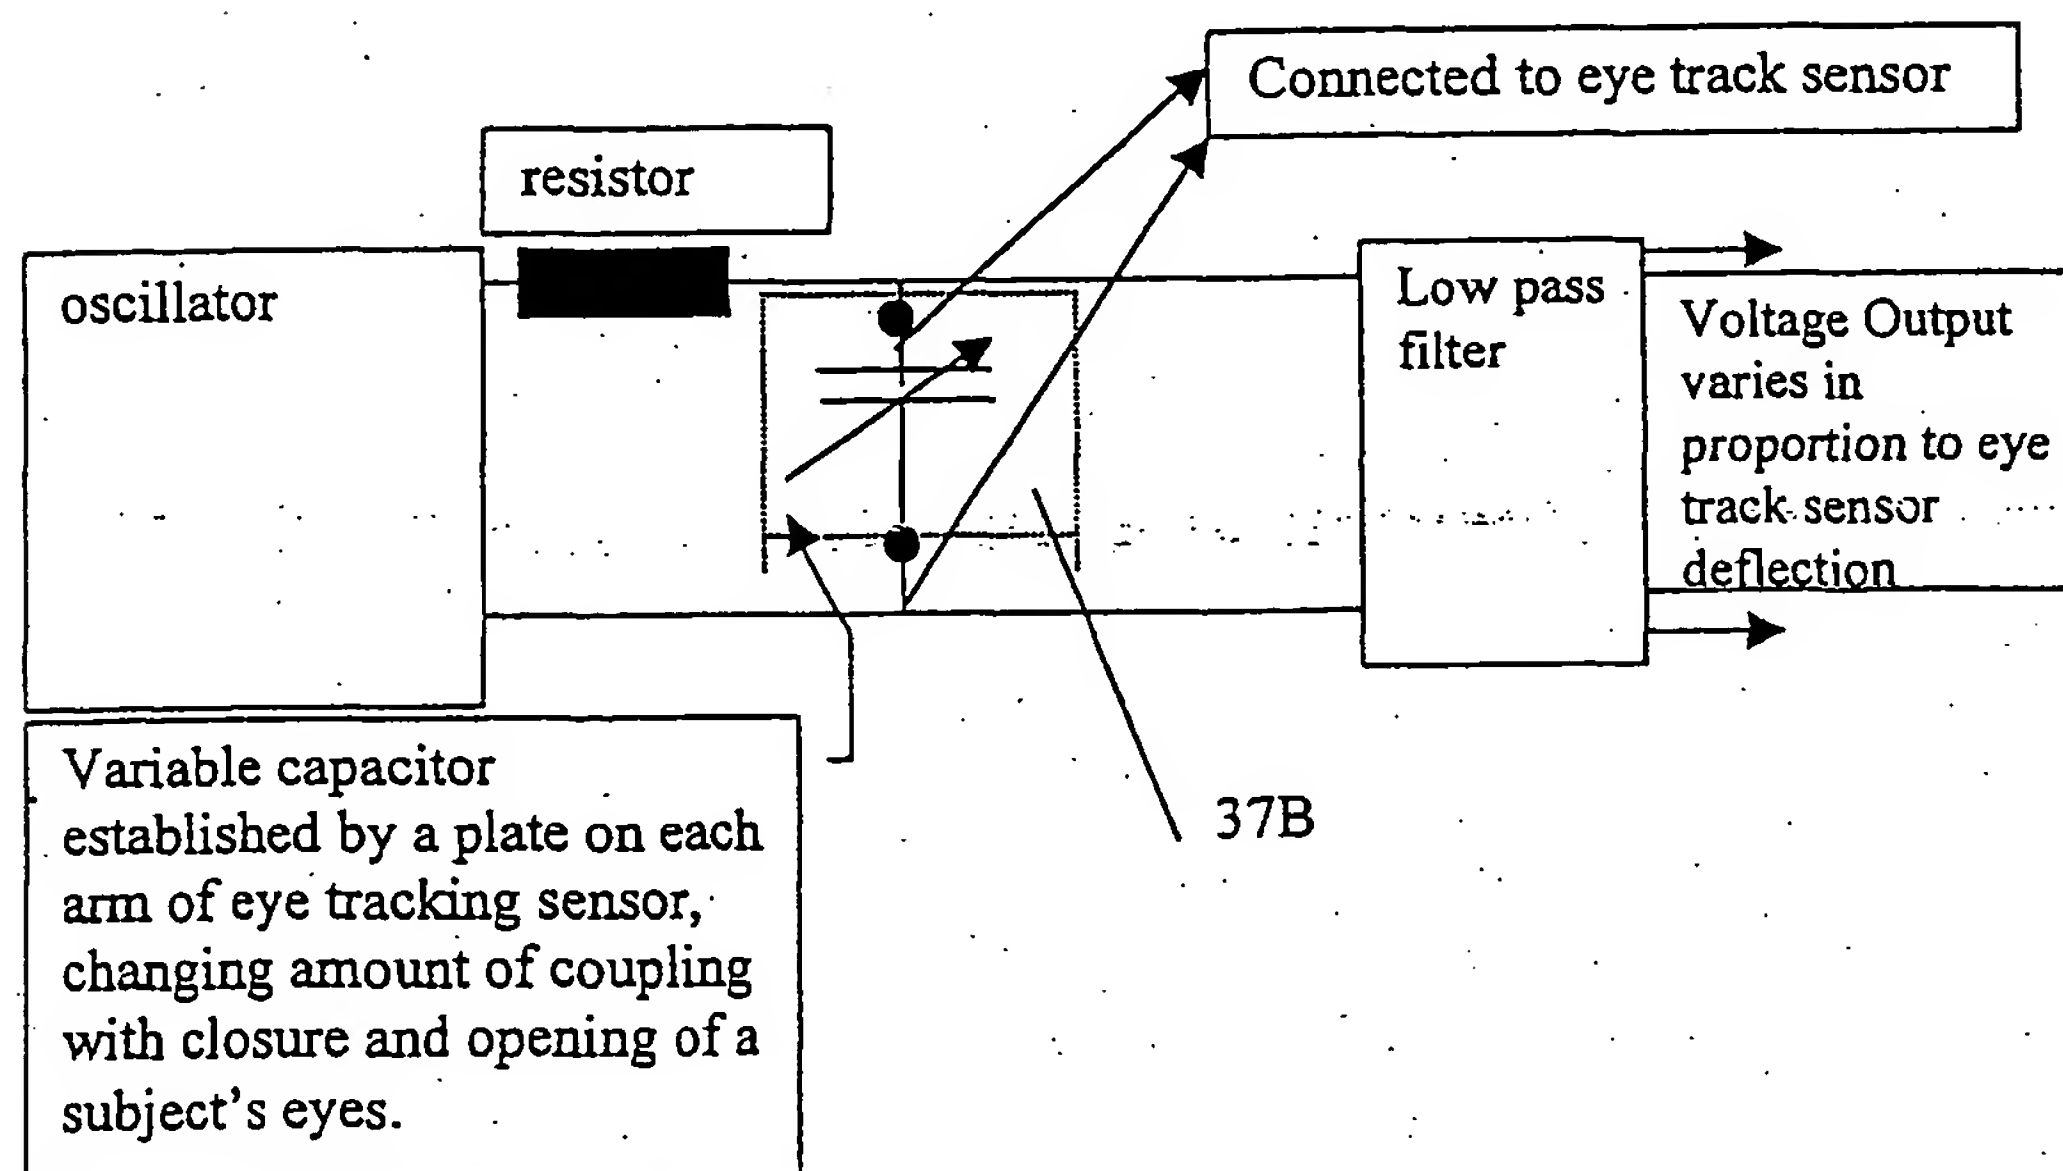 Connected to eye track sensor
resistor
oscillator
Low pass
filter
Voltage Output
varies in
proportion to eye
track sensor
deflection
Variable capacitor
established by a plate on each
arm of eye tracking sensor,
changing amount of coupling
with closure and opening of a
subject's eyes.
37B